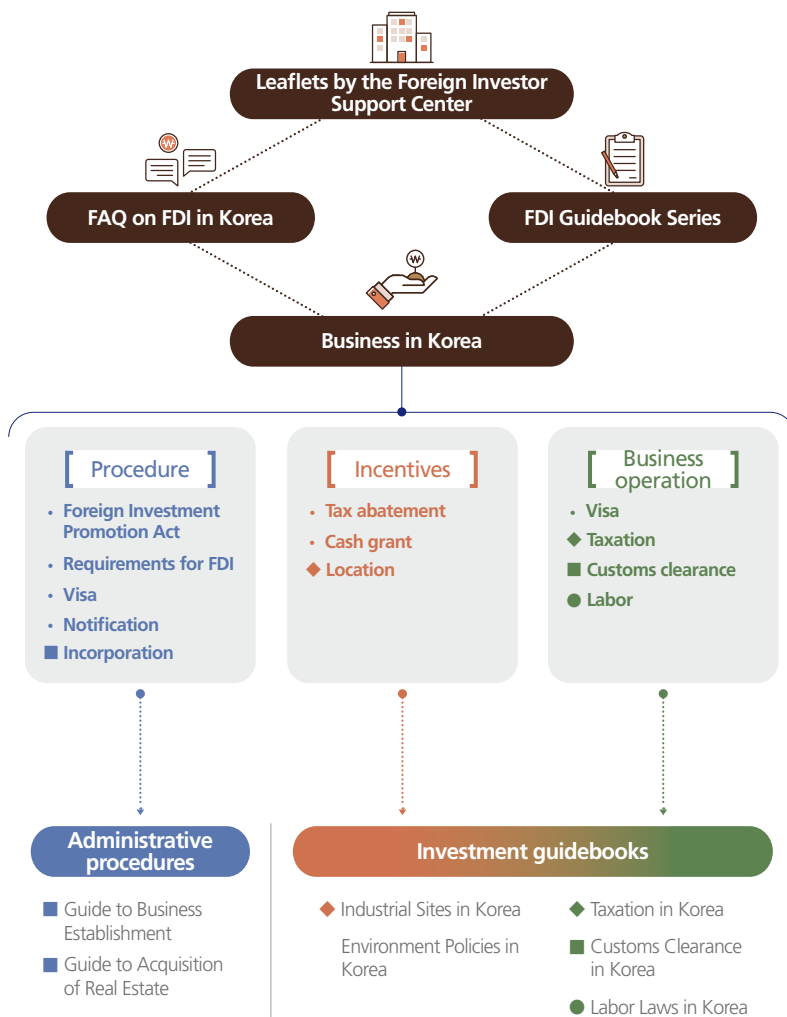 Leaflets by the Foreign Investor
Support Center
FAQ on FDI in Korea
FDI Guidebook Series
Business in Korea
Procedure
• Foreign Investment
Promotion Act
• Requirements for FDI
• Visa
• Notification
■ Incorporation
Incentives
• Tax abatement
• Cash grant
◆ Location
Business
operation
• Visa
◆ Taxation
■ Customs clearance
● Labor
Administrative
procedures
■ Guide to Business
Establishment
■ Guide to Acquisition
of Real Estate
Investment guidebooks
◆ Industrial Sites in Korea
Environment Policies in
Korea
◆ Taxation in Korea
■ Customs Clearance
in Korea
● Labor Laws in Korea